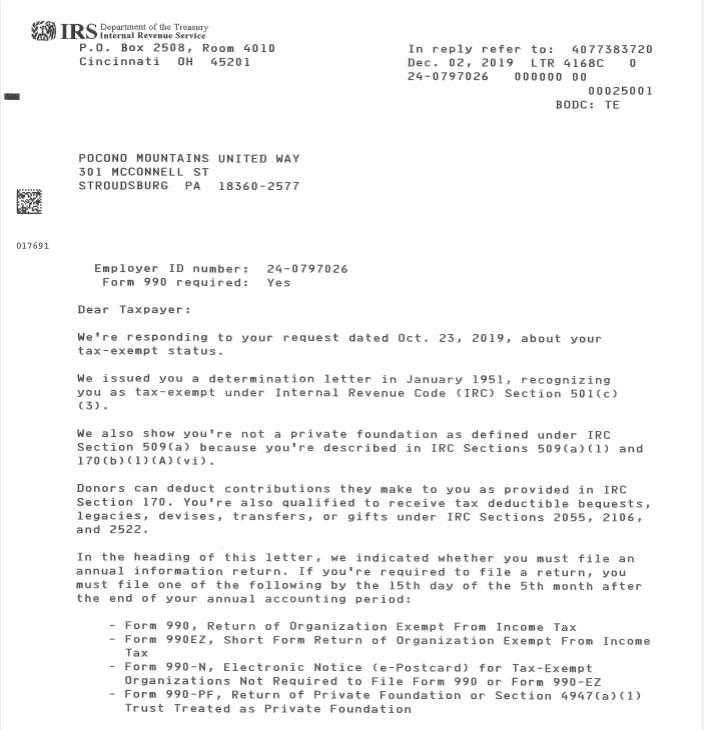 IRS Department of the Treasury
Internal Revenue Service
P.O. Box 2508, Room 4010
Cincinnati OH 45201
In reply refer to: 4077383720
Dec. 02, 2019 LTR 4168C 0
24-0797026 000000 00
00025001
BODC: TE
POCONO MOUNTAINS UNITED WAY
301 MCCONNELL ST
STROUDSBURG PA 18360-2577
017691
Employer ID number: 24-0797026
Form 990 required: Yes
Dear Taxpayer:
We're responding to your request dated Oct. 23, 2019, about your
tax-exempt status.
We issued you a determination letter in January 1951, recognizing
you as tax-exempt under Internal Revenue Code (IRC) Section 501(c)
(3).
We also show you're not a private foundation as defined under IRC
Section 509(a) because you're described in IRC Sections 509(a)(1) and
170(b)(1)(A)(vi).
Donors can deduct contributions they make to you as provided in IRC
Section 170. You're also qualified to receive tax deductible bequests,
legacies, devises, transfers, or gifts under IRC Sections 2055, 2106,
and 2522.
In the heading of this letter, we indicated whether you must file an
annual information return. If you're required to file a return, you
must file one of the following by the 15th day of the 5th month after
the end of your annual accounting period:
- Form 990, Return of Organization Exempt From Income Tax
- Form 990EZ, Short Form Return of Organization Exempt From Income
Tax
- Form 990-N, Electronic Notice (e-Postcard) for Tax-Exempt
Organizations Not Required to File Form 990 or Form 990-EZ
- Form 990-PF, Return of Private Foundation or Section 4947(a)(1)
Trust Treated as Private Foundation